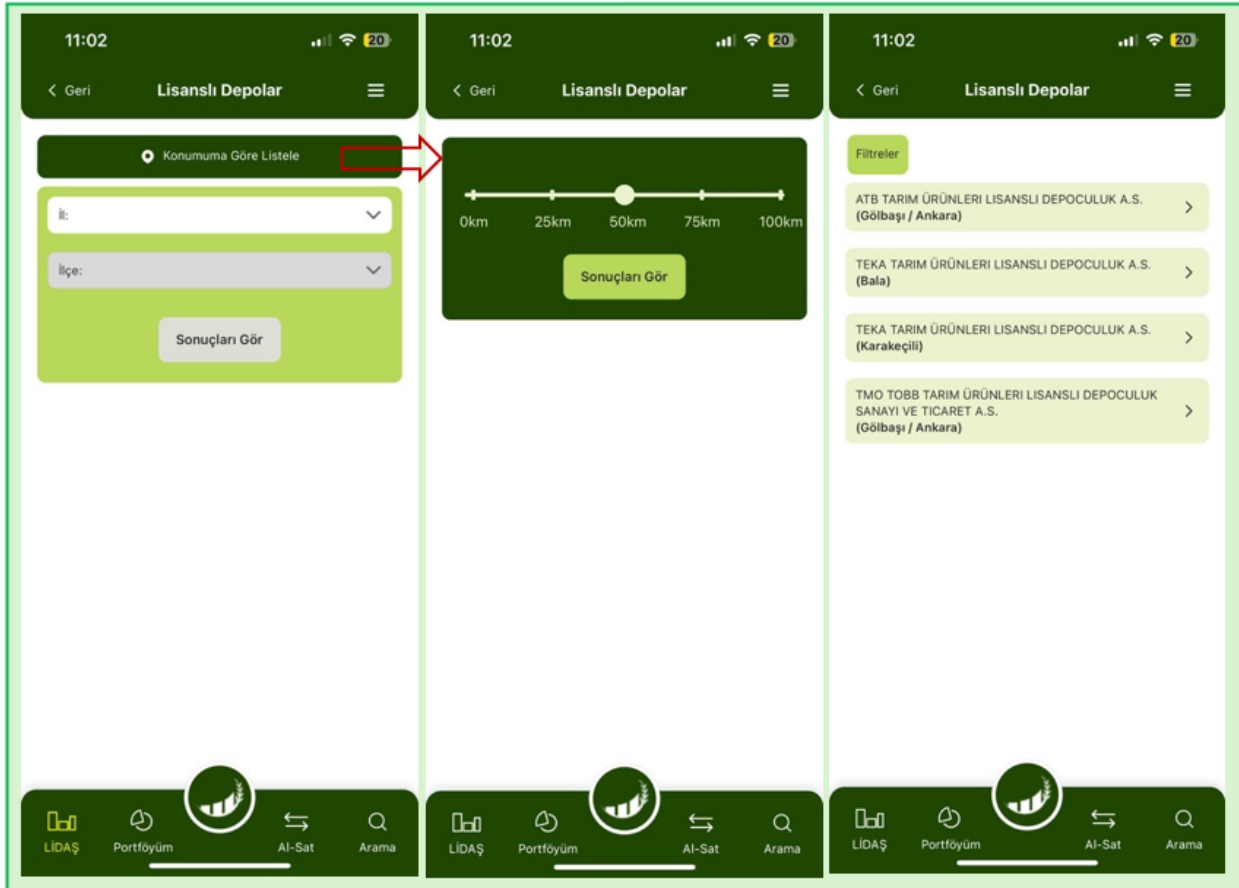 11:02
20
Geri
Lisanslı Depolar
Konumuma Göre Listele
İl:
İlçe:
Sonuçları Gör
LİDAŞ
Portföyüm
Al-Sat
Arama
11:02
20
Geri
Lisanslı Depolar
0km 25km 50km 75km 100km
Sonuçları Gör
LİDAŞ
Portföyüm
Al-Sat
Arama
11:02
20
Geri
Lisanslı Depolar
Filtreler
ATB TARIM ÜRÜNLERI LISANSLI DEPOCULUK A.S.
(Gölbaşı / Ankara)
TEKA TARIM ÜRÜNLERI LISANSLI DEPOCULUK A.S.
(Bala)
TEKA TARIM ÜRÜNLERI LISANSLI DEPOCULUK A.S.
(Karakeçili)
TMO TOBB TARIM ÜRÜNLERI LISANSLI DEPOCULUK
SANAYI VE TICARET A.S.
(Gölbaşı / Ankara)
LİDAŞ
Portföyüm
Al-Sat
Arama